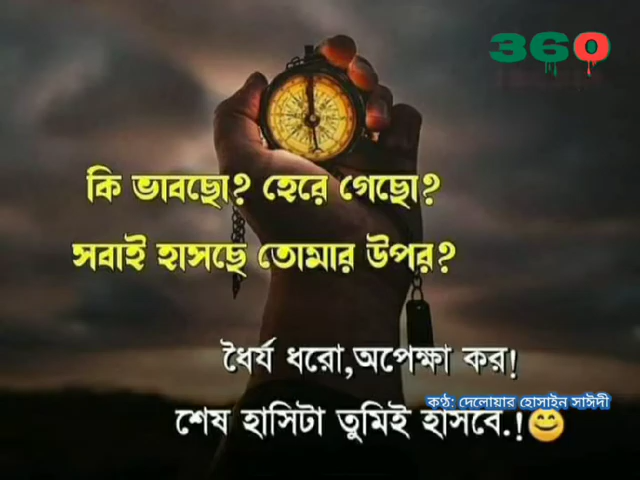 360
কি ভাবছো? হেরে গেছো?
সবাই হাসছে তোমার উপর?
ধৈর্য ধরো,অপেক্ষা কর!
কণ্ঠ: দেলোয়ার হোসাইন সাঈদী
শেষ হাসিটা তুমিই হাসবে.!😊